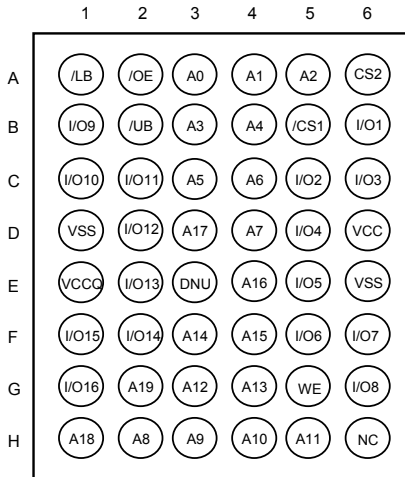 1 2 3 4 5 6
A /LB /OE A0 A1 A2 CS2
B I/O9 /UB A3 A4 /CS1 I/O1
C I/O10 I/O11 A5 A6 I/O2 I/O3
D VSS I/O12 A17 A7 I/O4 VCC
E VCCQ I/O13 DNU A16 I/O5 VSS
F I/O15 I/O14 A14 A15 I/O6 I/O7
G I/O16 A19 A12 A13 WE I/O8
H A18 A8 A9 A10 A11 NC